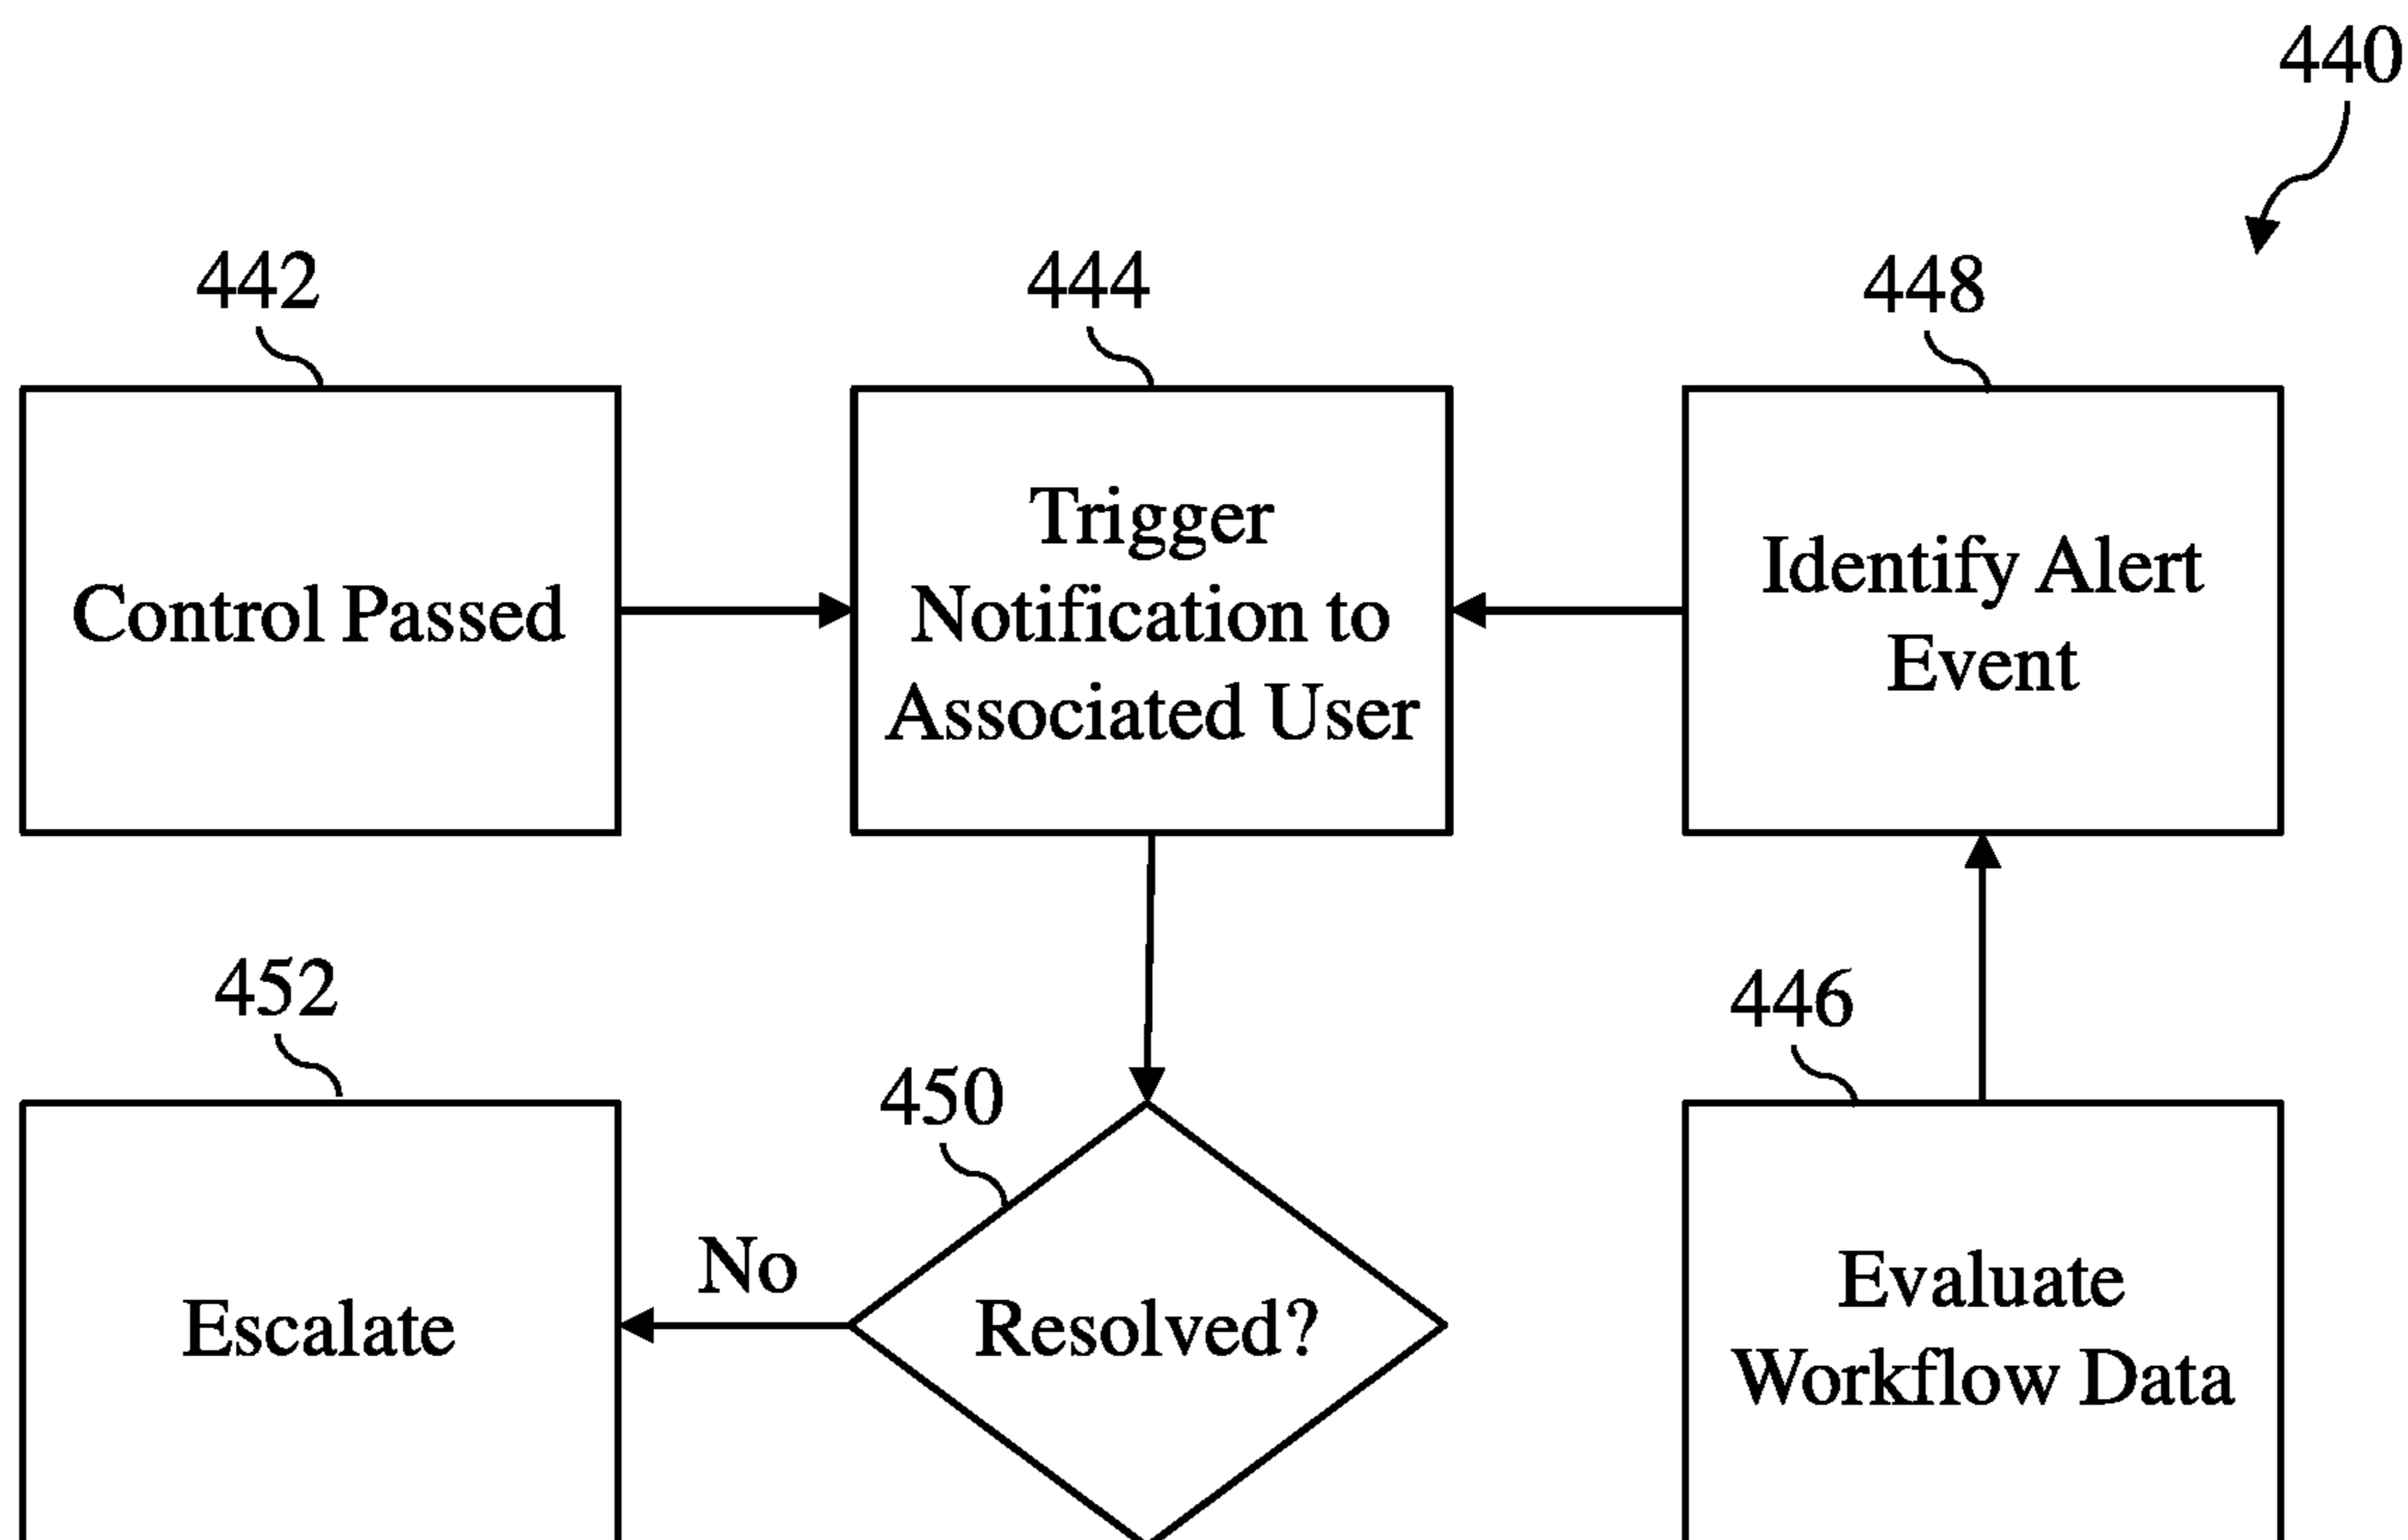 440
442
444
448
Control Passed
Trigger
Notification to
Associated User
Identify Alert
Event
452
450
446
No
Escalate
Resolved?
Evaluate
Workflow Data